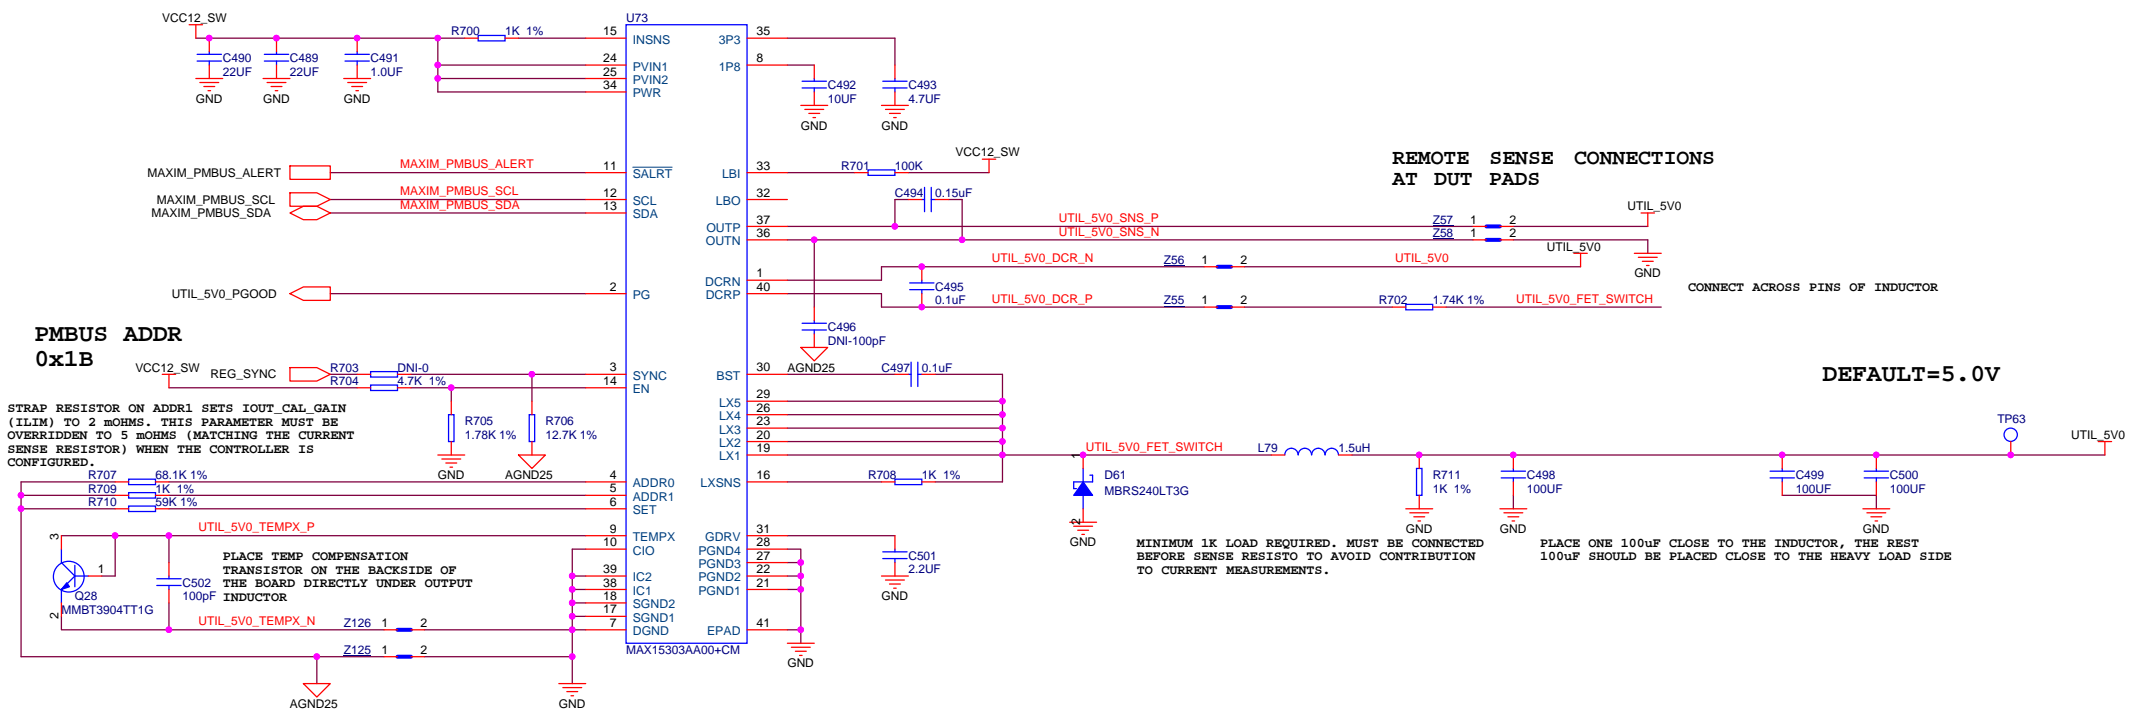 VCC12_SW
U73
R700 1K 1%
15 INSNS
3P3 35
C490 22UF
C489 22UF
C491 1.0UF
24 PVIN1
1P8 8
25 PVIN2
34 PWR
C492 10UF
C493 4.7UF
GND GND GND
GND GND
REMOTE SENSE CONNECTIONS
AT DUT PADS
MAXIM_PMBUS_ALERT MAXIM_PMBUS_ALERT 11 SALRT
LBI 33 R701 100K VCC12_SW
MAXIM_PMBUS_SCL MAXIM_PMBUS_SCL 12 SCL
LBO 32 C494 0.15uF
MAXIM_PMBUS_SDA MAXIM_PMBUS_SDA 13 SDA
OUTP 37 UTIL_5V0_SNS_P Z57 1 2 UTIL_5V0
OUTN 36 UTIL_5V0_SNS_N Z58 1 2 GND
DCRN 1 UTIL_5V0_DCR_N Z56 1 2 UTIL_5V0 UTIL_5V0
C495 0.1uF
CONNECT ACROSS PINS OF INDUCTOR
UTIL_5V0_PGOOD 2 PG
DCRP 40 UTIL_5V0_DCR_P Z55 1 2 R702 1.74K 1% UTIL_5V0_FET_SWITCH
C496 DNI-100pF
AGND25
PMBUS ADDR
0x1B
VCC12_SW
REG_SYNC R703 DNI-0 3 SYNC
R704 4.7K 1% 14 EN
BST 30 C497 0.1uF
DEFAULT=5.0V
LX5 29
LX4 26
LX3 23
LX2 20
LX1 19
STRAP RESISTOR ON ADDR1 SETS IOUT_CAL_GAIN
(ILIM) TO 2 mOHMS. THIS PARAMETER MUST BE
OVERRIDDEN TO 5 mOHMS (MATCHING THE CURRENT
SENSE RESISTOR) WHEN THE CONTROLLER IS
CONFIGURED.
R705 1.78K 1%
R706 12.7K 1%
GND AGND25
UTIL_5V0_FET_SWITCH L79 1.5uH TP63 UTIL_5V0
R707 68.1K 1% 4 ADDR0
R709 1K 1% 5 ADDR1
R710 59K 1% 6 SET
LXSNS 16 R708 1K 1%
1 D61 MBRS240LT3G 2 GND
R711 1K 1% GND
C498 100UF GND
C499 100UF
C500 100UF GND
UTIL_5V0_TEMPX_P 9 TEMPX
10 CIO
GDRV 31
PGND4 28
PGND3 27
PGND2 22
PGND1 21
C501 2.2UF GND
MINIMUM 1K LOAD REQUIRED. MUST BE CONNECTED
BEFORE SENSE RESISTO TO AVOID CONTRIBUTION
TO CURRENT MEASUREMENTS.
PLACE ONE 100uF CLOSE TO THE INDUCTOR, THE REST
100uF SHOULD BE PLACED CLOSE TO THE HEAVY LOAD SIDE
PLACE TEMP COMPENSATION
TRANSISTOR ON THE BACKSIDE OF
THE BOARD DIRECTLY UNDER OUTPUT
INDUCTOR
3 1 2
Q28
MMBT3904TT1G
C502 100pF
39 IC2
38 IC1
18 SGND2
17 SGND1
UTIL_5V0_TEMPX_N Z126 1 2 7 DGND
EPAD 41
GND
Z125 1 2
MAX15303AA00+CM
AGND25
GND